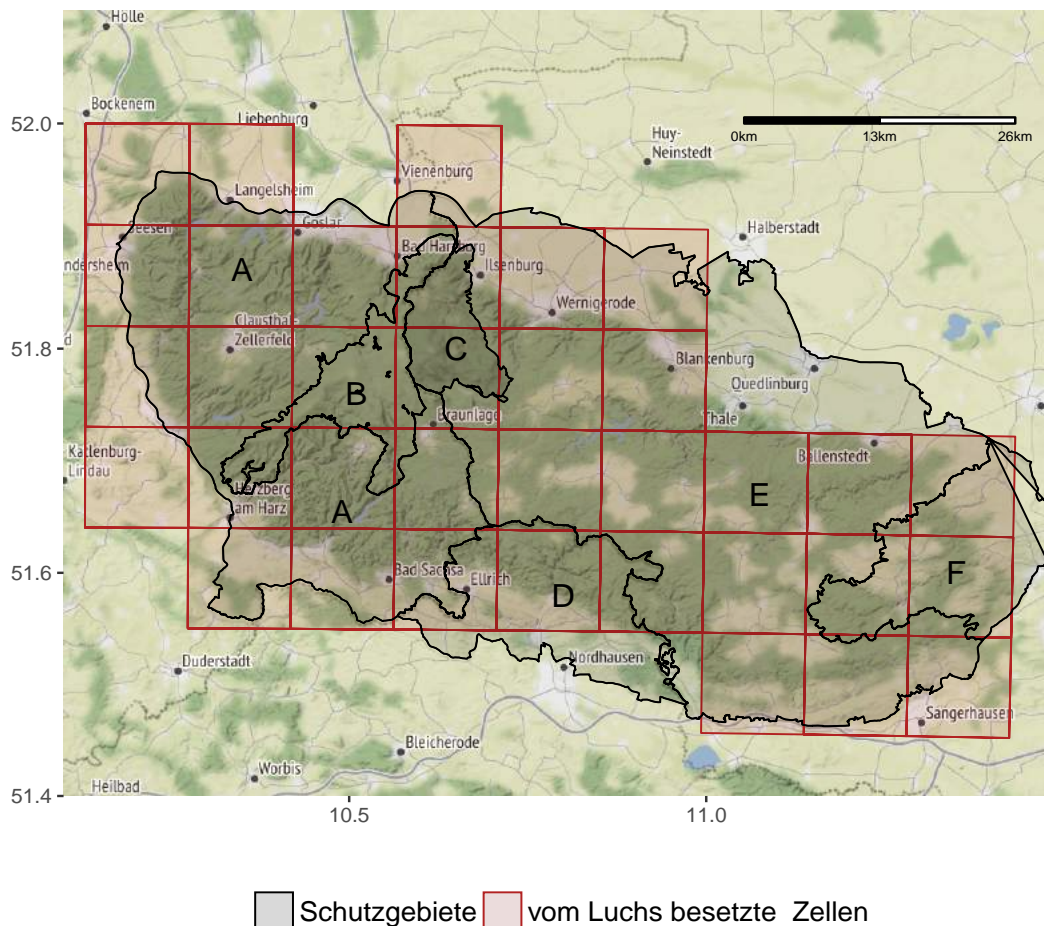 Holle
Bockenem
Liebenburg
Huy-
Neinstedt
0km 13km 26km
52.0
Vienenburg
Langelsheim
Goslar
Halberstadt
Seesen
ndersheim
Bad Harzburg
Ilsenburg
A
Wernigerode
Clausthal-
Zellerfeld
C
51.8
d
Blankenburg
B
Quedlinburg
Braunlage
Thale
Katlenburg-
Lindau
Ballenstedt
Herzberg
am Harz
A
E
51.6
Bad Sachsa
Ellrich
D
F
Duderstadt
Nordhausen
Sangerhausen
Bleicherode
Worbis
Heilbad
51.4
10.5 11.0
Schutzgebiete vom Luchs besetzte Zellen